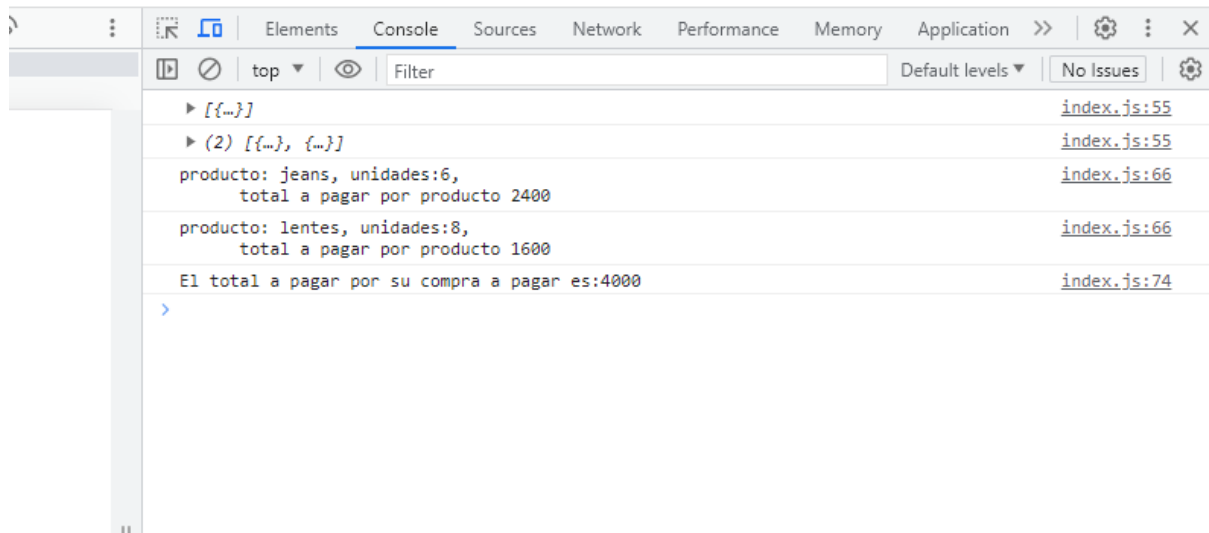 Elements Console Sources Network Performance Memory Application
top Filter Default levels No Issues
[{…}] index.js:55
(2) [{…}, {…}] index.js:55
producto: jeans, unidades:6, index.js:66
total a pagar por producto 2400
producto: lentes, unidades:8, index.js:66
total a pagar por producto 1600
El total a pagar por su compra a pagar es:4000 index.js:74